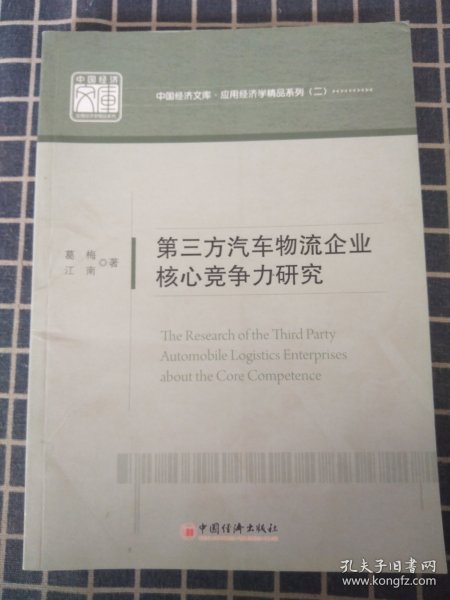 中国经济
文库
中国经济文库·应用经济学精品系列（二）
葛 梅
江 南
著
第三方汽车物流企业
核心竞争力研究
The Research of the Third Party
Automobile Logistics Enterprises
about the Core Competence
中国经济出版社
孔夫子旧书网
www.kongfz.com